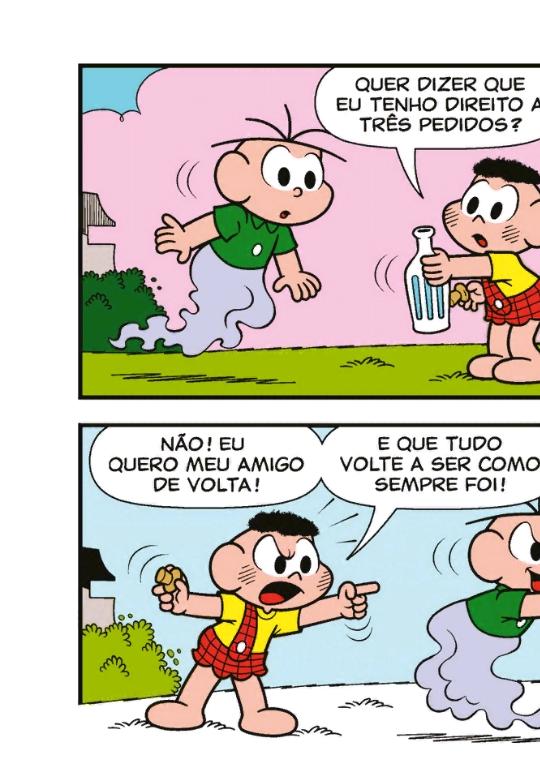 QUER DIZER QUE
EU TENHO DIREITO A
TRÊS PEDIDOS?
NÃO! EU
QUERO MEU AMIGO
DE VOLTA!
E QUE TUDO
VOLTE A SER COMO
SEMPRE FOI!